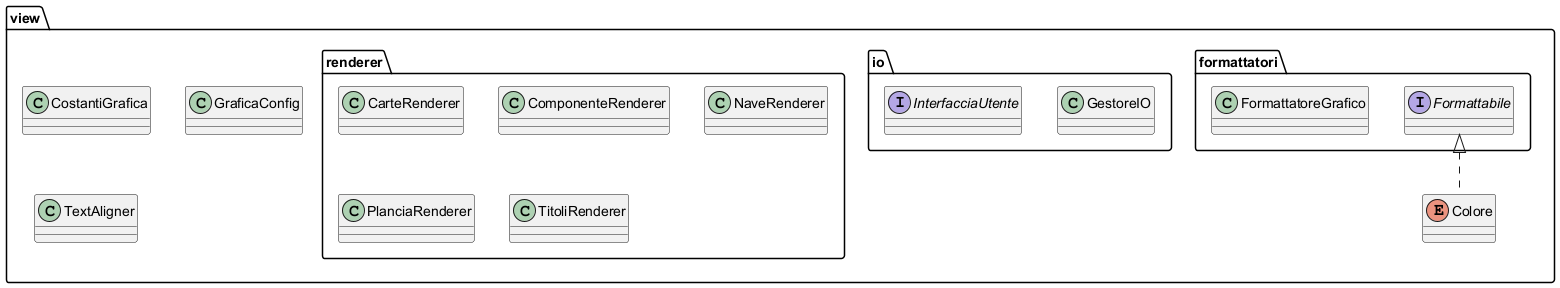 view
renderer
io
formattatori
C CostantiGrafica
C GraficaConfig
C CarteRenderer
C ComponenteRenderer
C NaveRenderer
I InterfacciaUtente
C GestoreIO
C FormattatoreGrafico
I Formattabile
C TextAligner
C PlanciaRenderer
C TitoliRenderer
E Colore